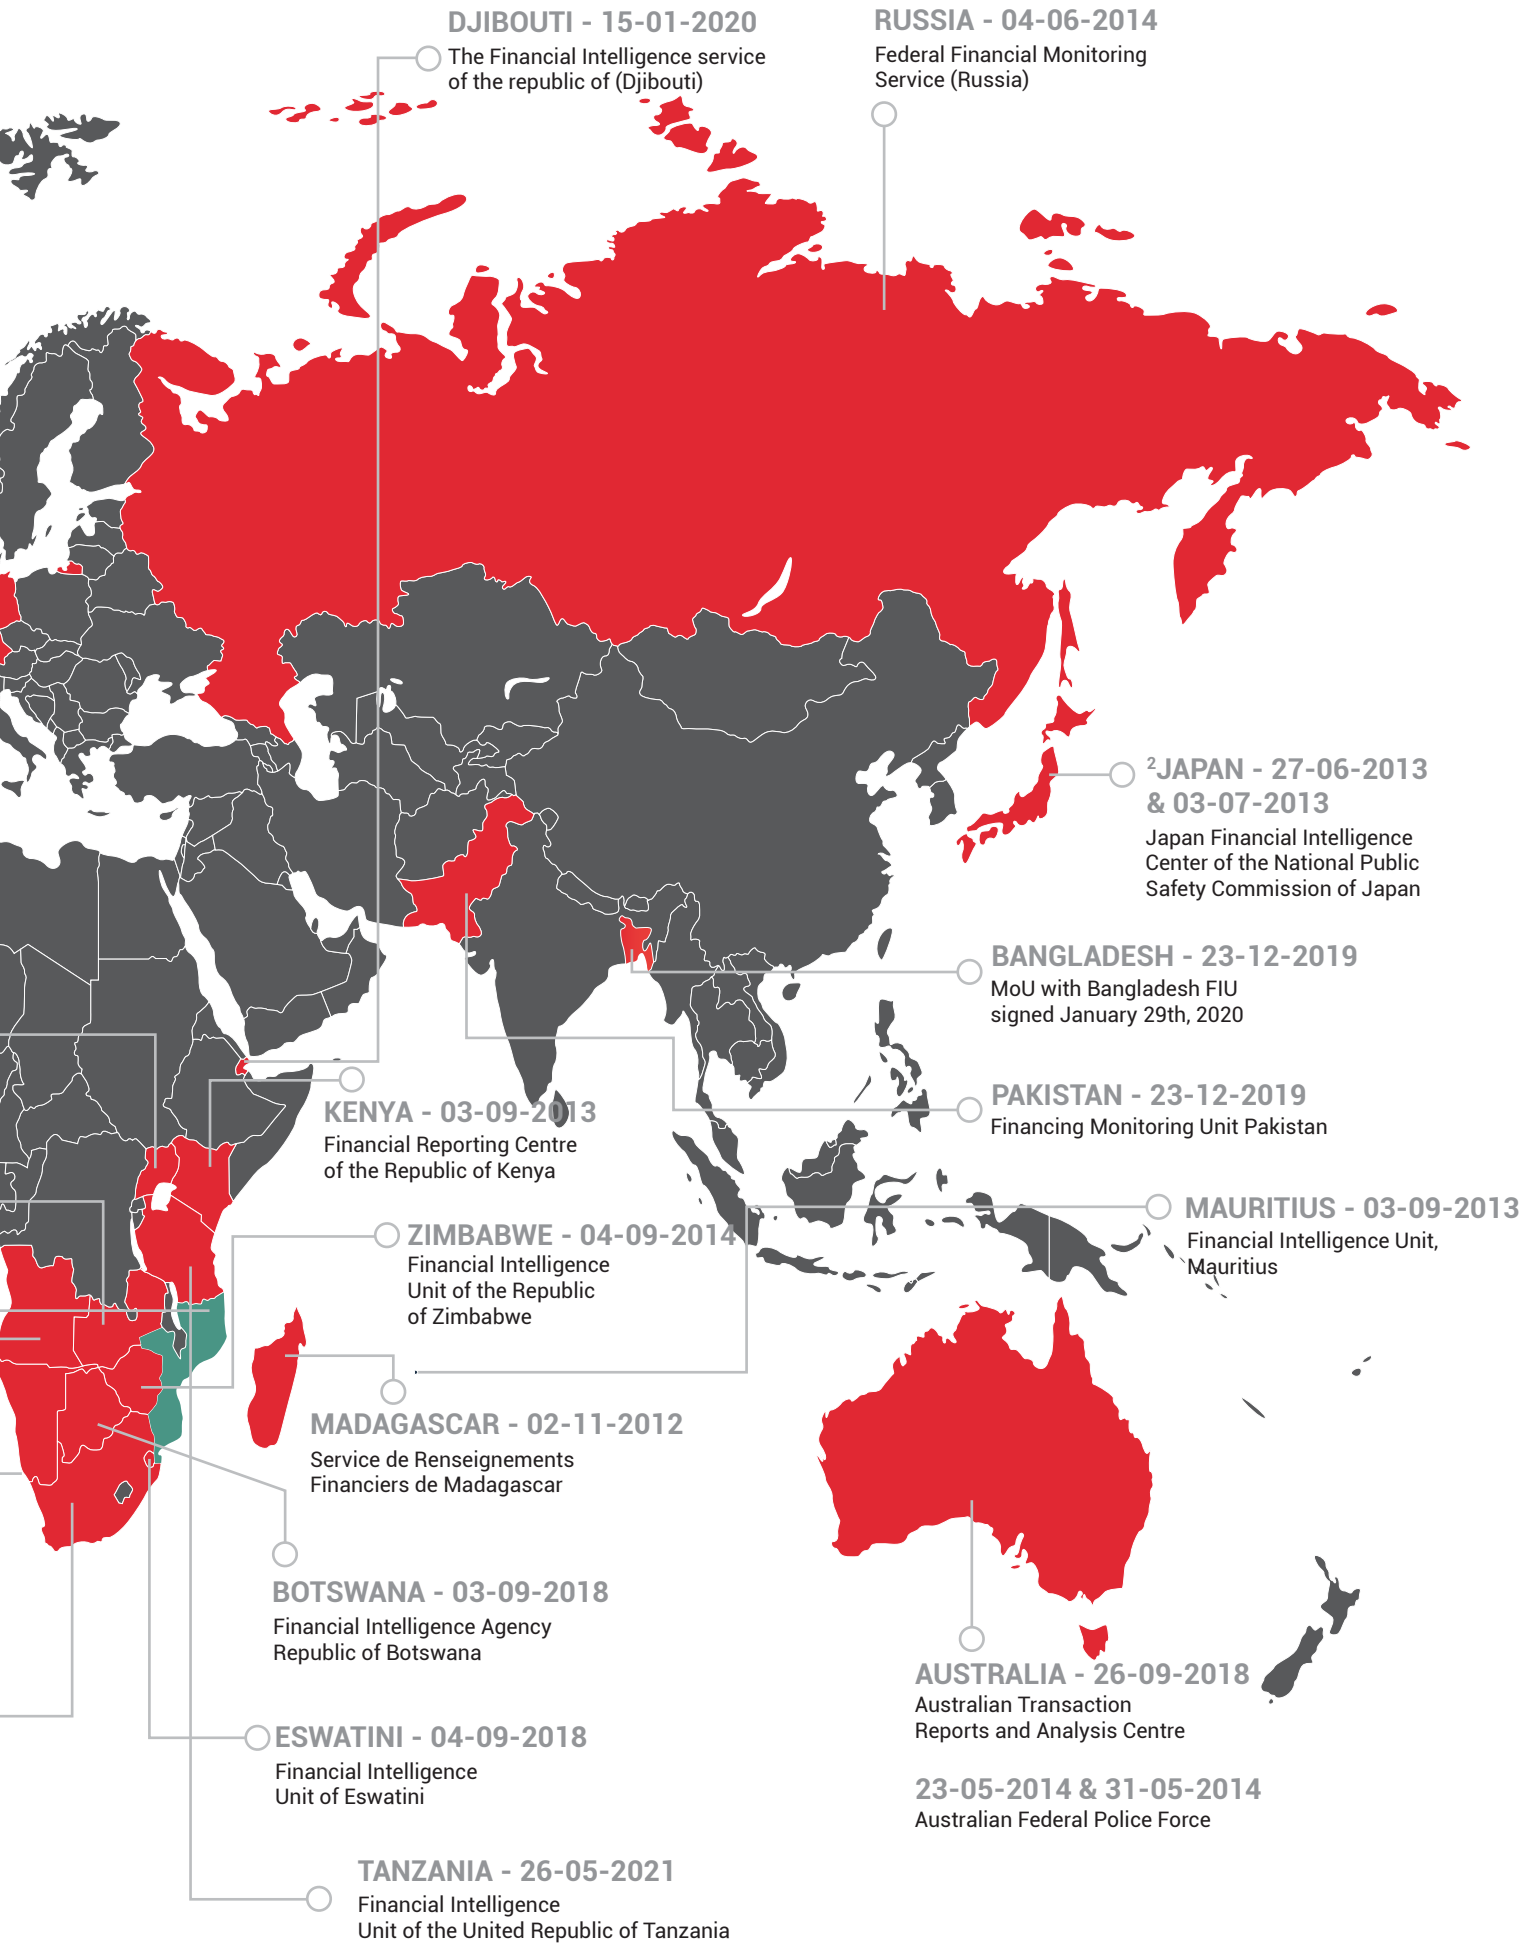 DJIBOUTI - 15-01-2020
The Financial Intelligence service
of the republic of (Djibouti)
RUSSIA - 04-06-2014
Federal Financial Monitoring
Service (Russia)
²JAPAN - 27-06-2013
& 03-07-2013
Japan Financial Intelligence
Center of the National Public
Safety Commission of Japan
BANGLADESH - 23-12-2019
MoU with Bangladesh FIU
signed January 29th, 2020
PAKISTAN - 23-12-2019
Financing Monitoring Unit Pakistan
KENYA - 03-09-2013
Financial Reporting Centre
of the Republic of Kenya
MAURITIUS - 03-09-2013
Financial Intelligence Unit,
Mauritius
ZIMBABWE - 04-09-2014
Financial Intelligence
Unit of the Republic
of Zimbabwe
MADAGASCAR - 02-11-2012
Service de Renseignements
Financiers de Madagascar
BOTSWANA - 03-09-2018
Financial Intelligence Agency
Republic of Botswana
AUSTRALIA - 26-09-2018
Australian Transaction
Reports and Analysis Centre
23-05-2014 & 31-05-2014
Australian Federal Police Force
ESWATINI - 04-09-2018
Financial Intelligence
Unit of Eswatini
TANZANIA - 26-05-2021
Financial Intelligence
Unit of the United Republic of Tanzania